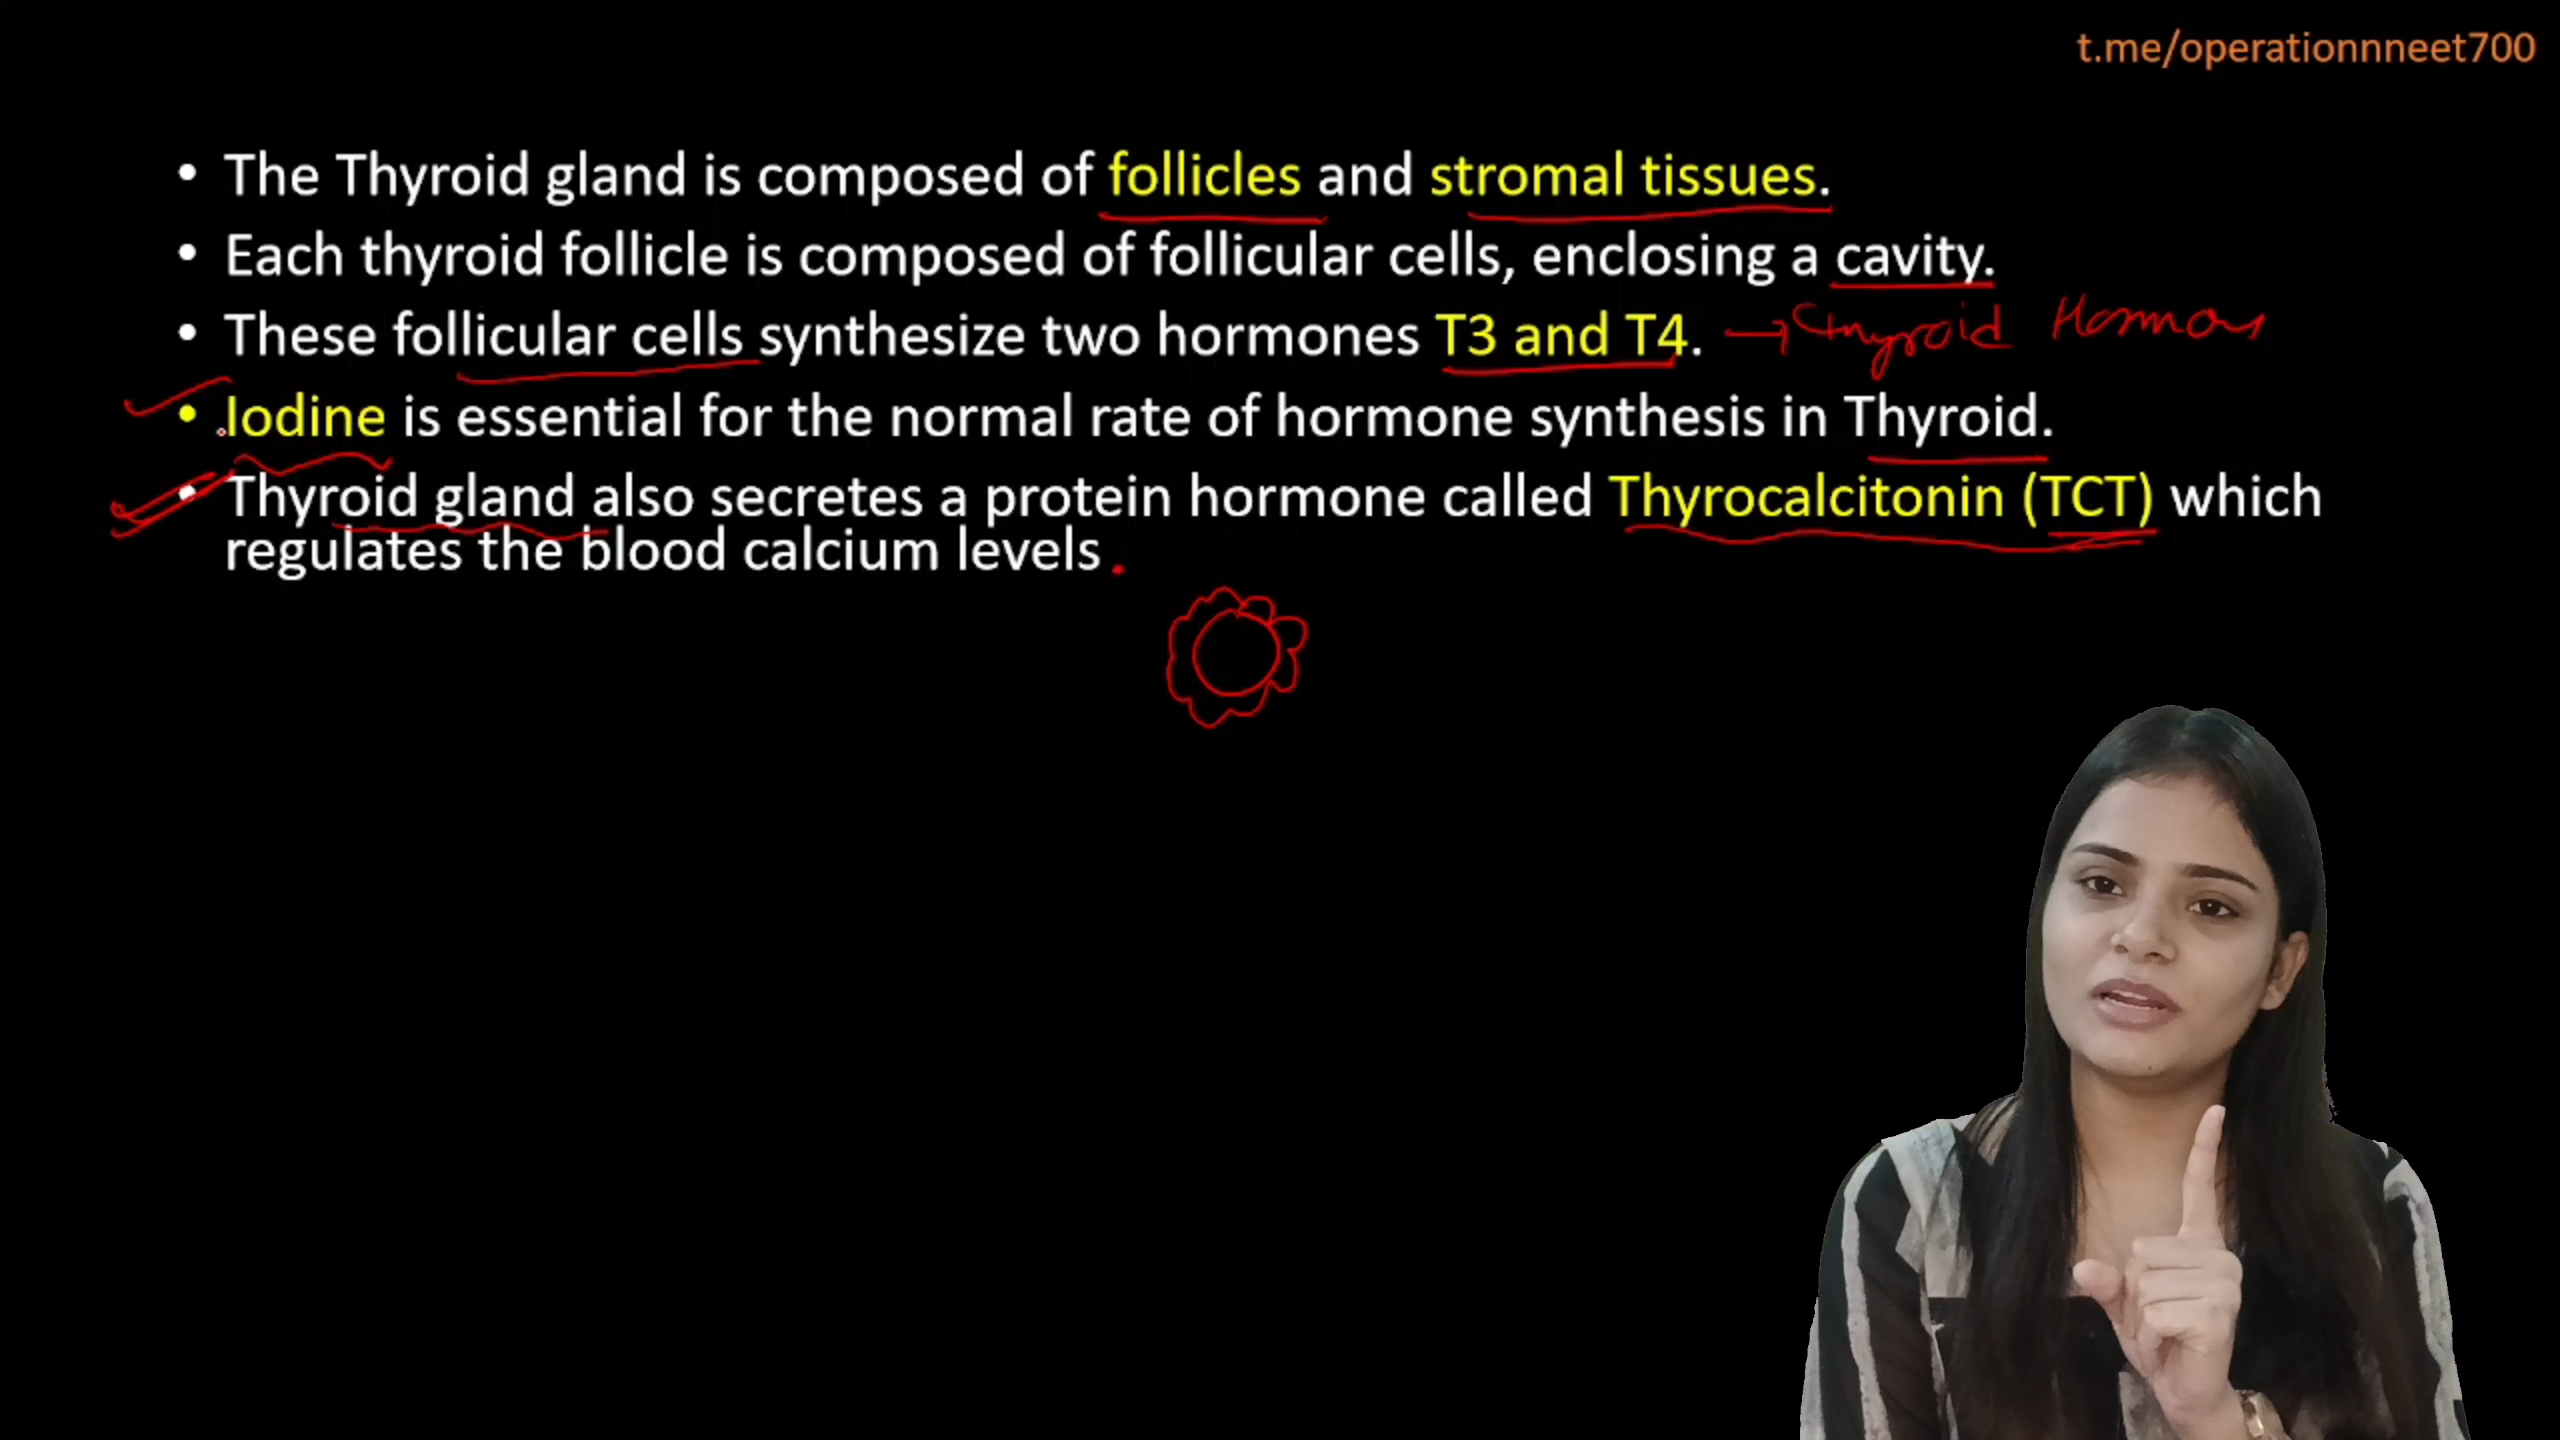 t.me/operationnneet700
• The Thyroid gland is composed of follicles and stromal tissues.
• Each thyroid follicle is composed of follicular cells, enclosing a cavity.
• These follicular cells synthesize two hormones T3 and T4. → Thyroid Hormons
• Iodine is essential for the normal rate of hormone synthesis in Thyroid.
• Thyroid gland also secretes a protein hormone called Thyrocalcitonin (TCT) which
regulates the blood calcium levels.